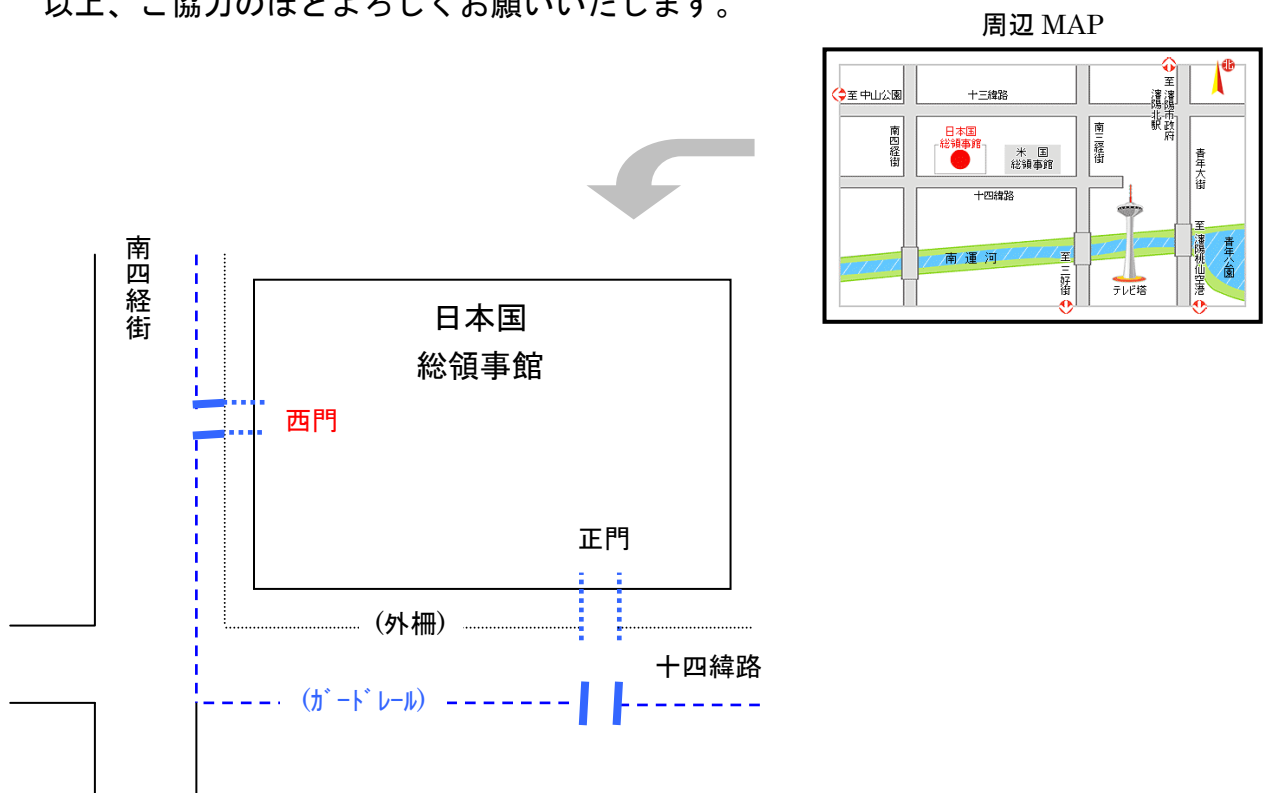 以上、ご協力のほどよろしくお願いいたします。
周辺 MAP
北
至 中山公園
十三緯路
至 瀋陽市政府
瀋陽北駅
南四経街
日本国
総領事館
米 国
総領事館
南三経街
青年大街
十四緯路
南 運 河
至 三好街
テレビ塔
至 瀋陽桃仙空港
青年公園
南四経街
日本国
総領事館
西門
正門
(外柵)
十四緯路
(ｶﾞｰﾄﾞﾚｰﾙ)